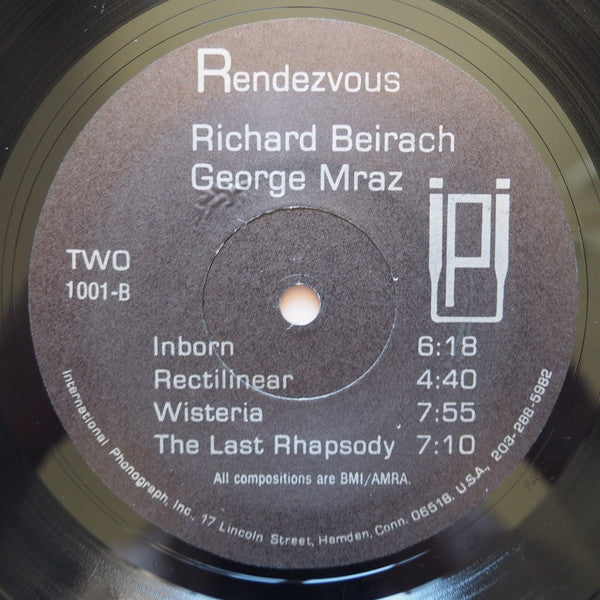 Rendezvous
Richard Beirach
George Mraz
ipi
TWO
1001-B
Inborn 6:18
Rectilinear 4:40
Wisteria 7:55
The Last Rhapsody 7:10
All compositions are BMI/AMRA.
International Phonograph, Inc., 17 Lincoln Street, Hamden, Conn. 06518. U.S.A., 203-288-5982